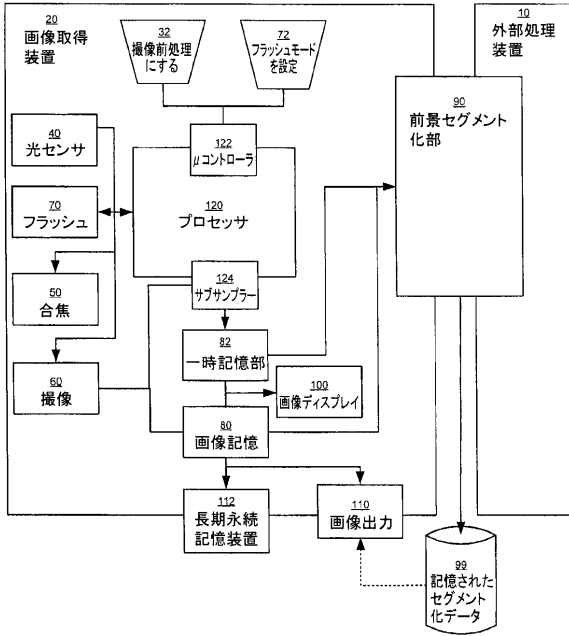 20
画像取得
装置
32
撮像前処理
にする
72
フラッシュモード
を設定
10
外部処理
装置
90
前景セグメント
化部
40
光センサ
122
μコントローラ
70
フラッシュ
120
プロセッサ
50
合焦
124
サブサンプラー
82
一時記憶部
60
撮像
100
画像ディスプレイ
80
画像記憶
112
長期永続
記憶装置
110
画像出力
99
記憶された
セグメント
化データ